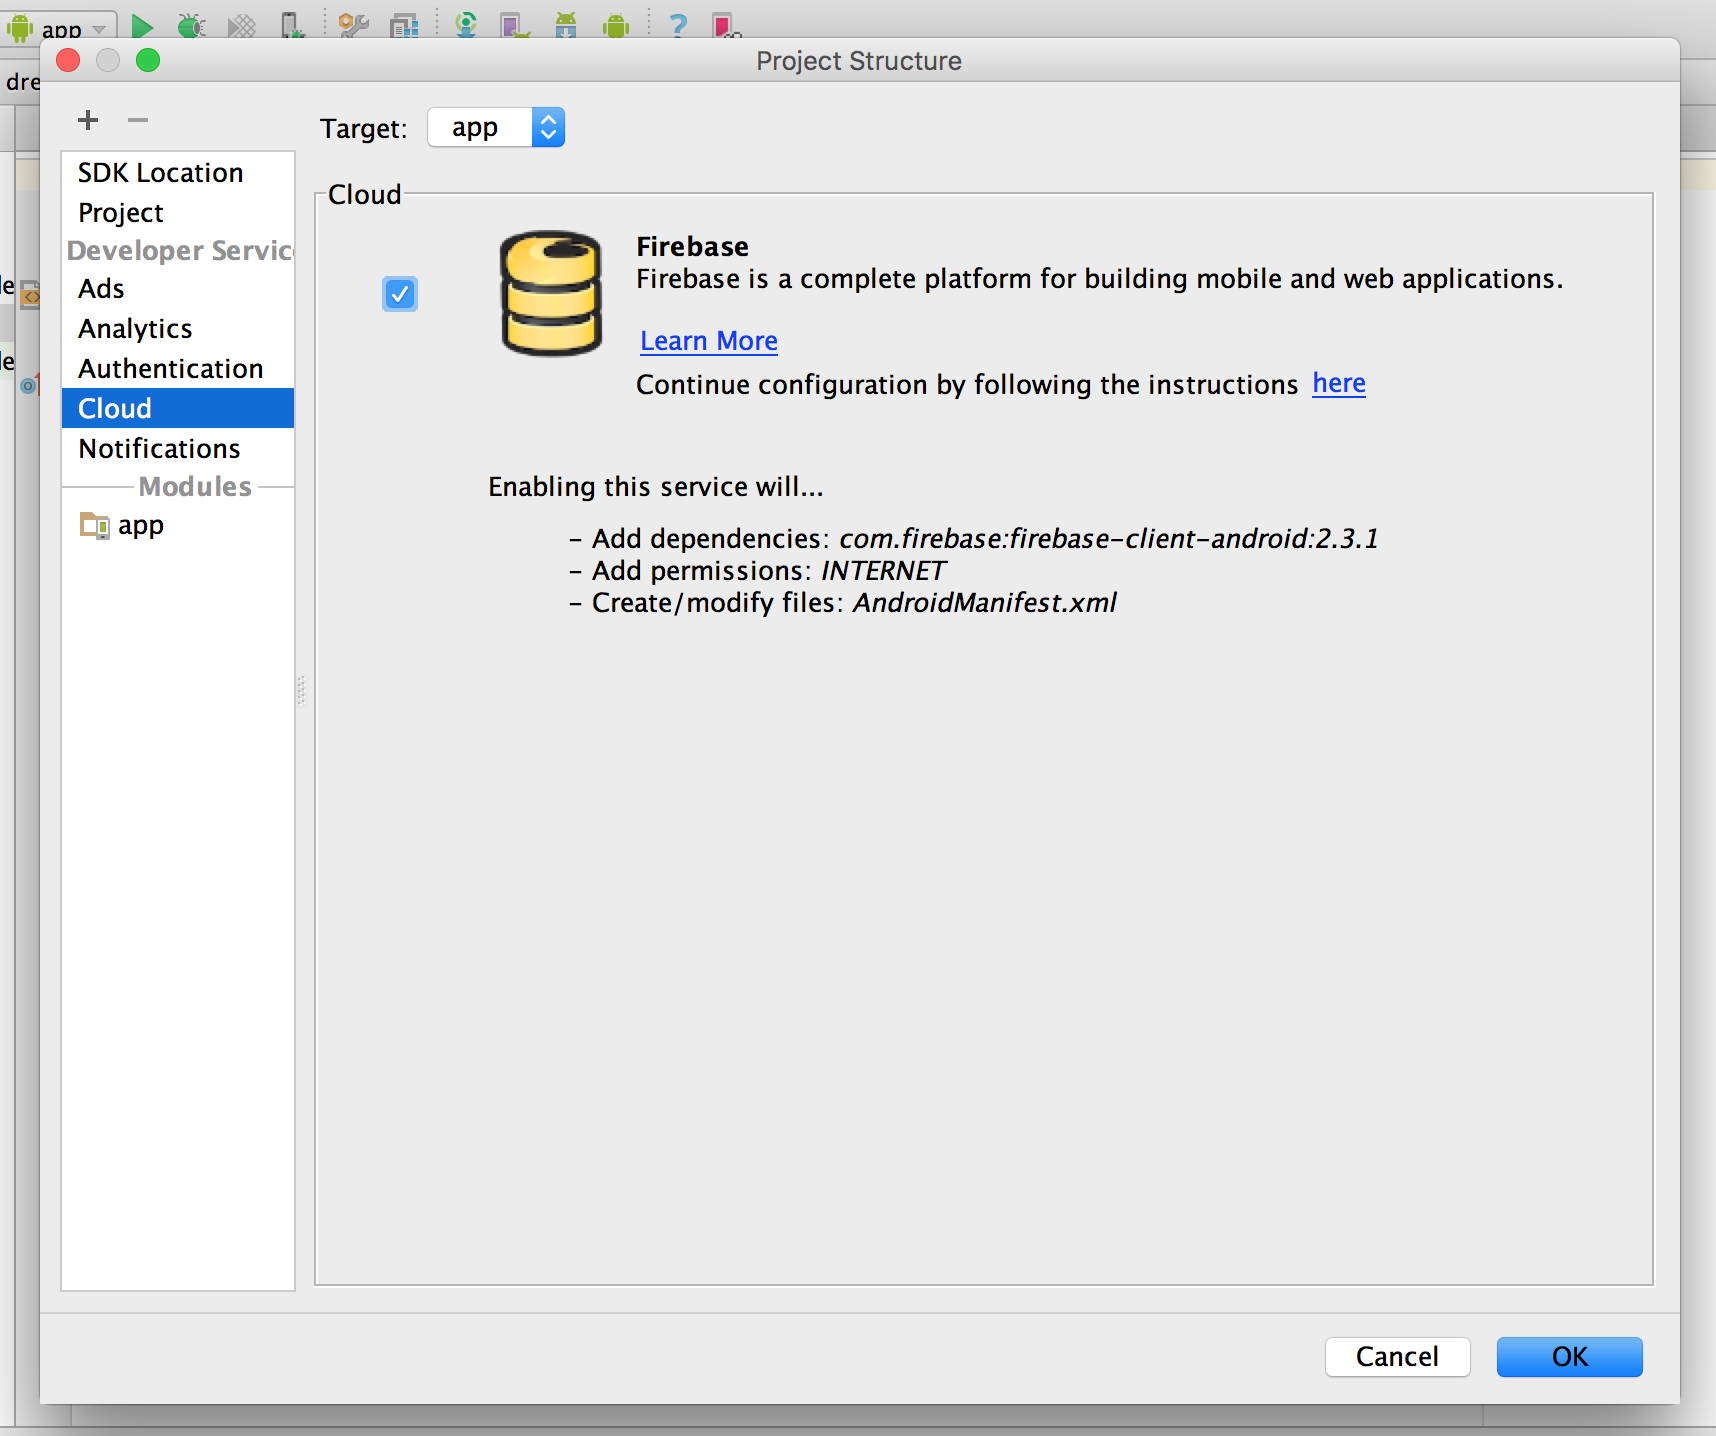 app
Project Structure
dre
Target: app
SDK Location
Project
Developer Servic
Ads
Analytics
Authentication
Cloud
Notifications
Modules
app
Cloud
Firebase
Firebase is a complete platform for building mobile and web applications.
Learn More
Continue configuration by following the instructions here
Enabling this service will...
– Add dependencies: com.firebase:firebase-client-android:2.3.1
– Add permissions: INTERNET
– Create/modify files: AndroidManifest.xml
le
le
Cancel
OK